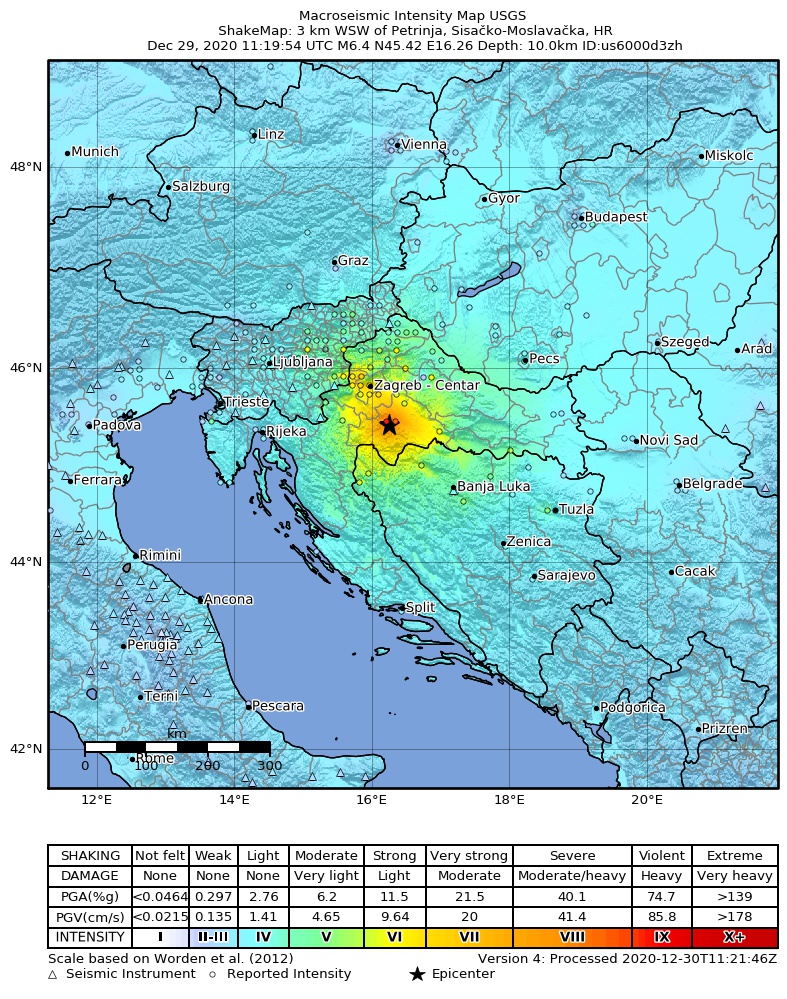 Macroseismic Intensity Map USGS
ShakeMap: 3 km WSW of Petrinja, Sisačko-Moslavačka, HR
Dec 29, 2020 11:19:54 UTC M6.4 N45.42 E16.26 Depth: 10.0km ID:us6000d3zh
Linz
Vienna
Munich
Miskolc
48°N
Salzburg
Gyor
Budapest
Graz
Szeged
Arad
Pecs
46°N
Ljubljana
Zagreb - Centar
Trieste
Padova
Rijeka
Novi Sad
Ferrara
Banja Luka
Belgrade
Tuzla
Zenica
44°N
Rimini
Sarajevo
Cacak
Ancona
Split
Perugia
Terni
Pescara
Podgorica
Prizren
km
42°N
Rome
0 100 200 300
12°E 14°E 16°E 18°E 20°E
SHAKING Not felt Weak Light Moderate Strong Very strong Severe Violent Extreme
DAMAGE None None None Very light Light Moderate Moderate/heavy Heavy Very heavy
PGA(%g) <0.0464 0.297 2.76 6.2 11.5 21.5 40.1 74.7 >139
PGV(cm/s) <0.0215 0.135 1.41 4.65 9.64 20 41.4 85.8 >178
INTENSITY I II-III IV V VI VII VIII IX X+
Scale based on Worden et al. (2012) Version 4: Processed 2020-12-30T11:21:46Z
△ Seismic Instrument ○ Reported Intensity ★ Epicenter